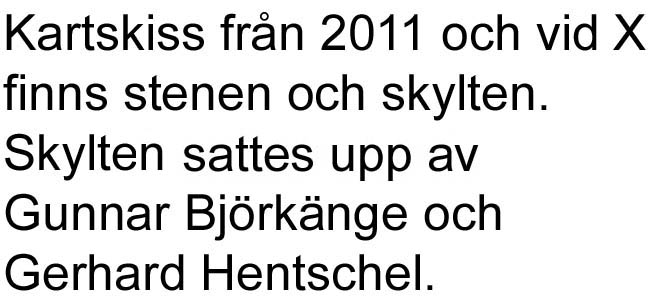 Kartskiss från 2011 och vid X
finns stenen och skylten.
Skylten sattes upp av
Gunnar Björkänge och
Gerhard Hentschel.